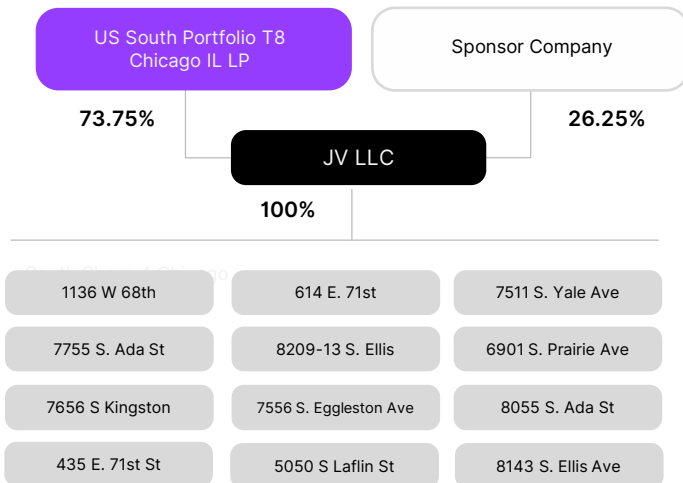 US South Portfolio T8
Chicago IL LP
Sponsor Company
73.75%
26.25%
JV LLC
100%
1136 W 68th
614 E. 71st
7511 S. Yale Ave
7755 S. Ada St
8209-13 S. Ellis
6901 S. Prairie Ave
7656 S Kingston
7556 S. Eggleston Ave
8055 S. Ada St
435 E. 71st St
5050 S Laflin St
8143 S. Ellis Ave